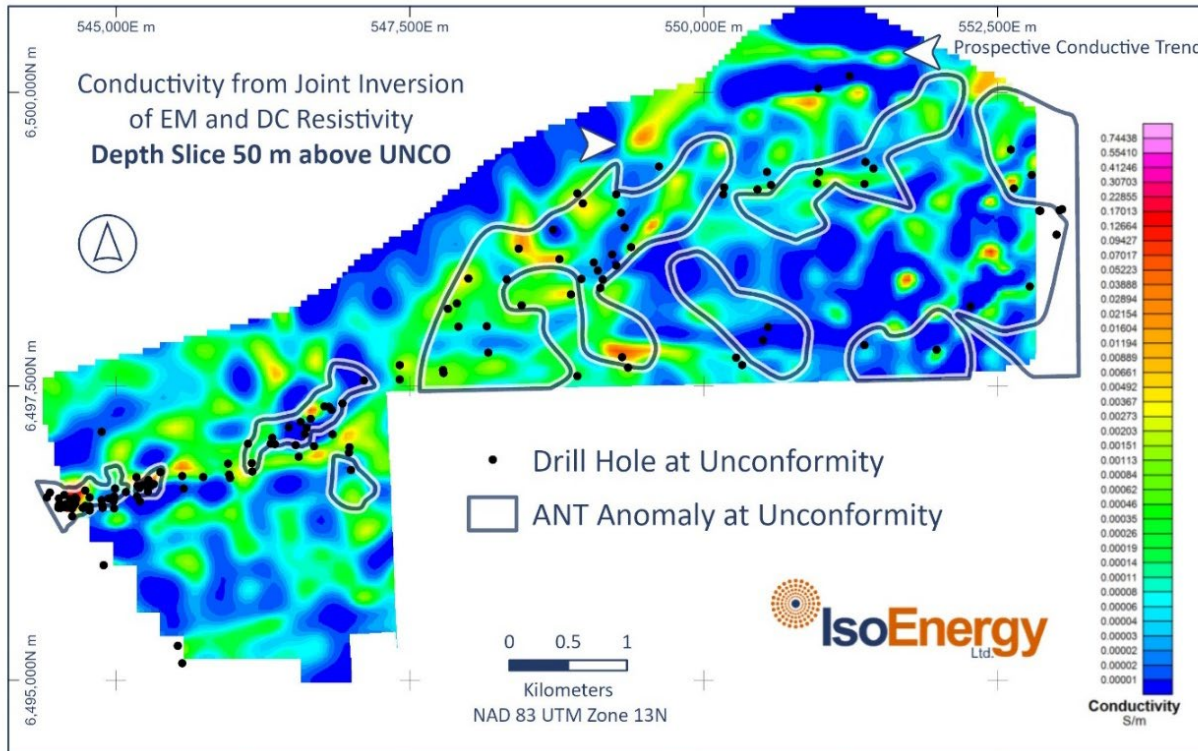 545,000E m
547,500E m
550,000E m
552,500E m
Prospective Conductive Trend
Conductivity from Joint Inversion
of EM and DC Resistivity
Depth Slice 50 m above UNCO
6,500,000N m
6,497,500N m
6,495,000N m
Drill Hole at Unconformity
ANT Anomaly at Unconformity
0 0.5 1
Kilometers
NAD 83 UTM Zone 13N
IsoEnergy
Ltd.
0.74438
0.55410
0.41246
0.30703
0.22855
0.17013
0.12664
0.09427
0.07017
0.05223
0.03888
0.02894
0.02154
0.01604
0.01194
0.00889
0.00661
0.00492
0.00367
0.00273
0.00203
0.00151
0.00113
0.00084
0.00062
0.00046
0.00035
0.00026
0.00019
0.00014
0.00011
0.00008
0.00006
0.00004
0.00003
0.00002
0.00002
0.00001
Conductivity
S/m